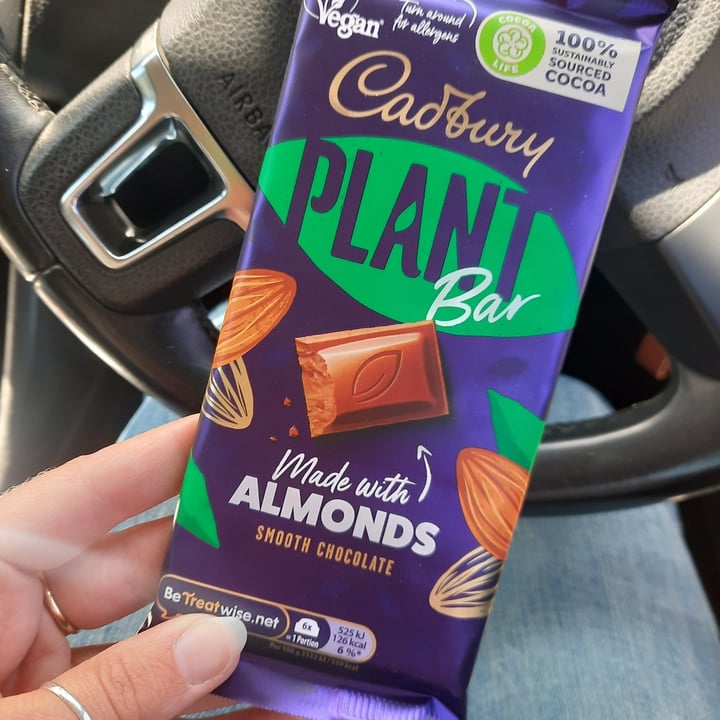 Vegan
Turn around
for allergens
COCOA
LIFE
100%
SUSTAINABLY
SOURCED
COCOA
AIRBA
Cadbury
PLANT
Bar
Made with
ALMONDS
SMOOTH CHOCOLATE
BeTreatwise.net
6x
= 1 Portion
525 kJ
126 kcal
6 %*